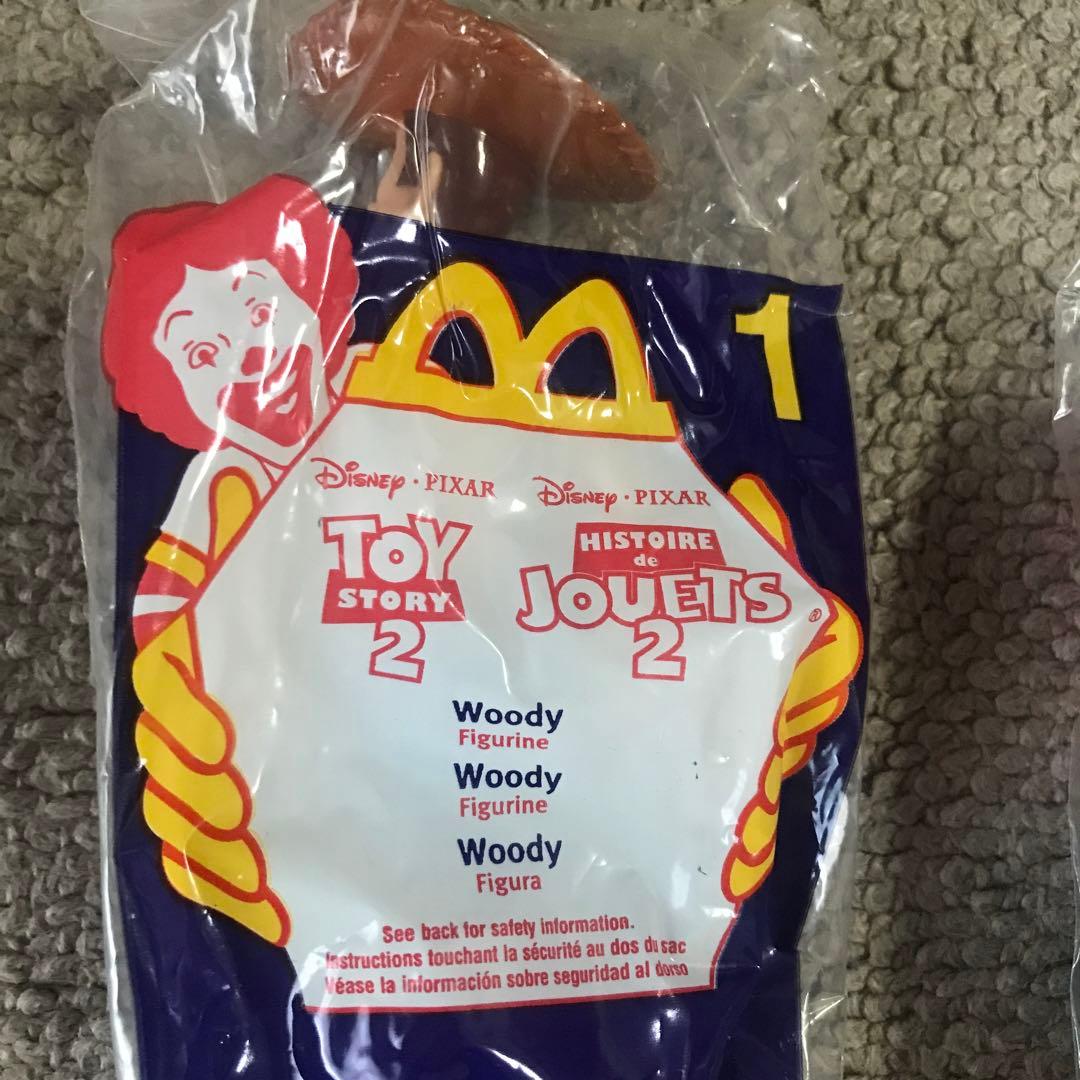 1
Disney · PIXAR
TOY
STORY
2
Disney · PIXAR
HISTOIRE
de
JOUETS
2
®
Woody
Figurine
Woody
Figurine
Woody
Figura
See back for safety information.
Instructions touchant la sécurité au dos du sac
Véase la información sobre seguridad al dorso